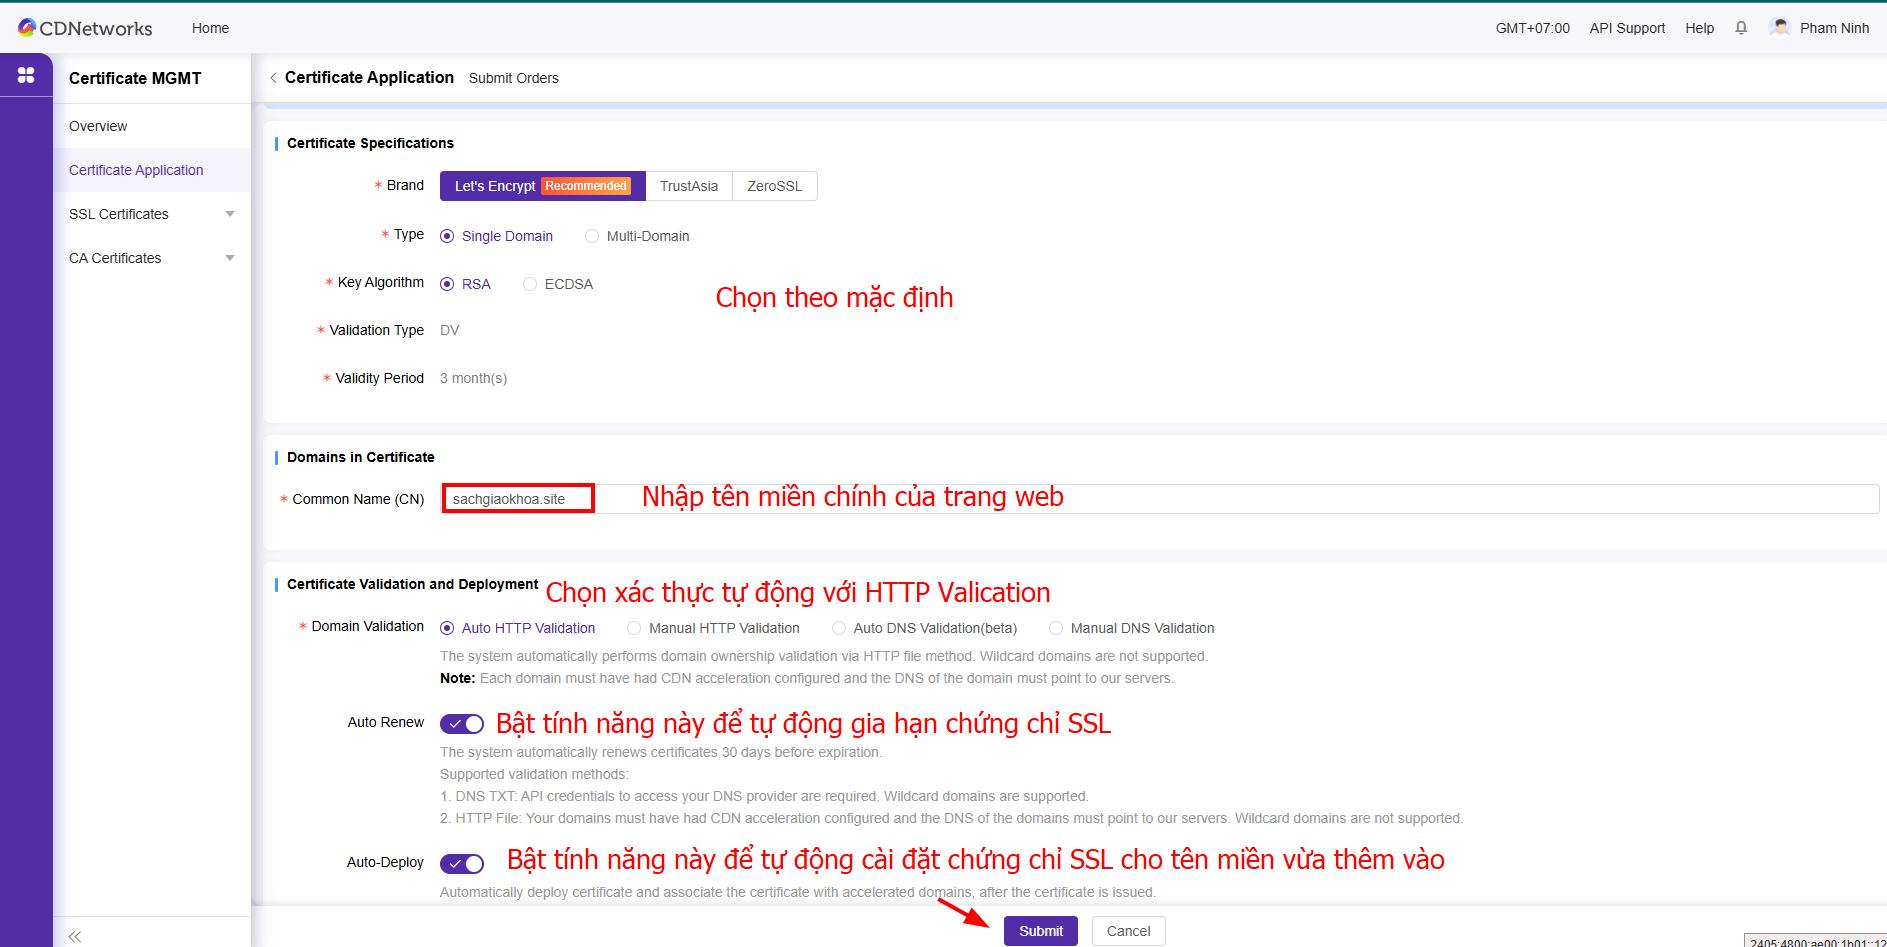 CDNetworks Home GMT+07:00 API Support Help Pham Ninh
Certificate MGMT
Overview
Certificate Application
SSL Certificates
CA Certificates
Certificate Application Submit Orders
Certificate Specifications
* Brand Let's Encrypt Recommended TrustAsia ZeroSSL
* Type Single Domain Multi-Domain
* Key Algorithm RSA ECDSA
Chọn theo mặc định
* Validation Type DV
* Validity Period 3 month(s)
Domains in Certificate
* Common Name (CN) sachgiaokhoa.site Nhập tên miền chính của trang web
Certificate Validation and Deployment Chọn xác thực tự động với HTTP Valication
* Domain Validation Auto HTTP Validation Manual HTTP Validation Auto DNS Validation(beta) Manual DNS Validation
The system automatically performs domain ownership validation via HTTP file method. Wildcard domains are not supported.
Note: Each domain must have had CDN acceleration configured and the DNS of the domain must point to our servers.
Auto Renew Bật tính năng này để tự động gia hạn chứng chỉ SSL
The system automatically renews certificates 30 days before expiration.
Supported validation methods:
1. DNS TXT: API credentials to access your DNS provider are required. Wildcard domains are supported.
2. HTTP File: Your domains must have had CDN acceleration configured and the DNS of the domains must point to our servers. Wildcard domains are not supported.
Auto-Deploy Bật tính năng này để tự động cài đặt chứng chỉ SSL cho tên miền vừa thêm vào
Automatically deploy certificate and associate the certificate with accelerated domains, after the certificate is issued.
Submit Cancel